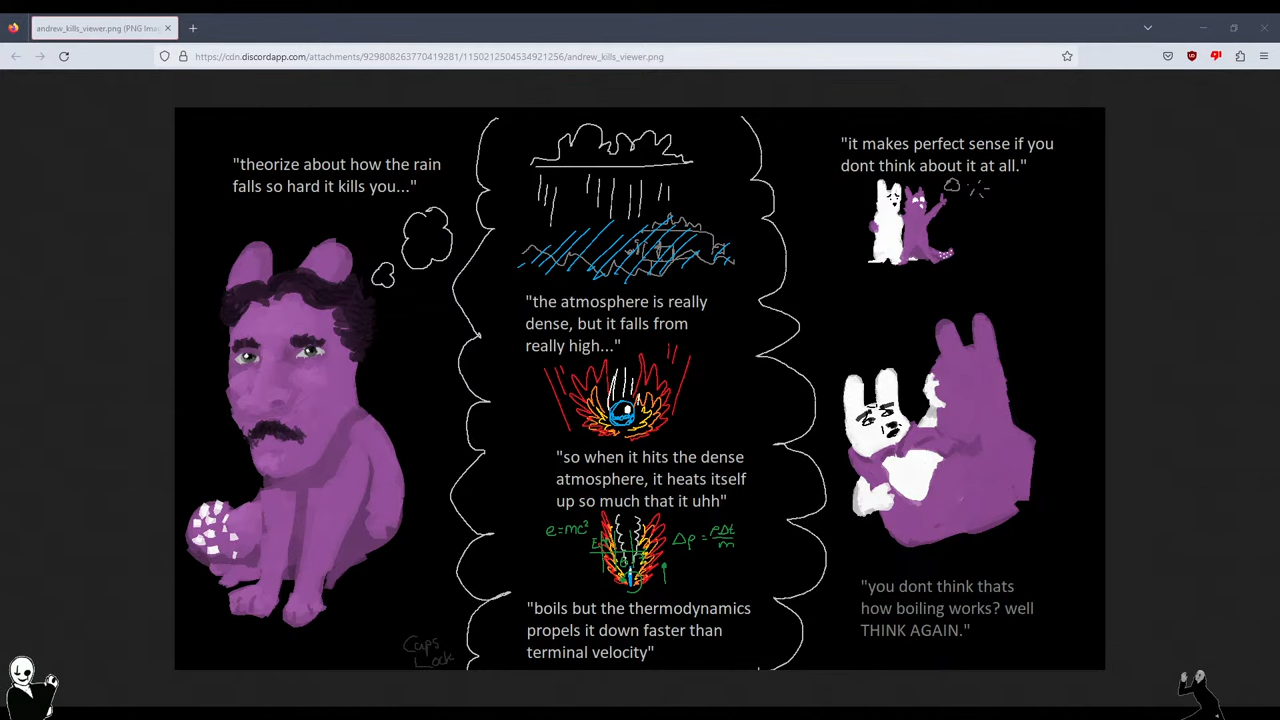 andrew_kills_viewer.png (PNG Ima
https://cdn.discordapp.com/attachments/929808263770419281/1150212504534921256/andrew_kills_viewer.png
"theorize about how the rain
falls so hard it kills you..."
Caps
Lock
"the atmosphere is really
dense, but it falls from
really high..."
"so when it hits the dense
atmosphere, it heats itself
up so much that it uhh"
e=mc²
Δρ = ρΔt/m
"boils but the thermodynamics
propels it down faster than
terminal velocity"
"it makes perfect sense if you
dont think about it at all."
"you dont think thats
how boiling works? well
THINK AGAIN."